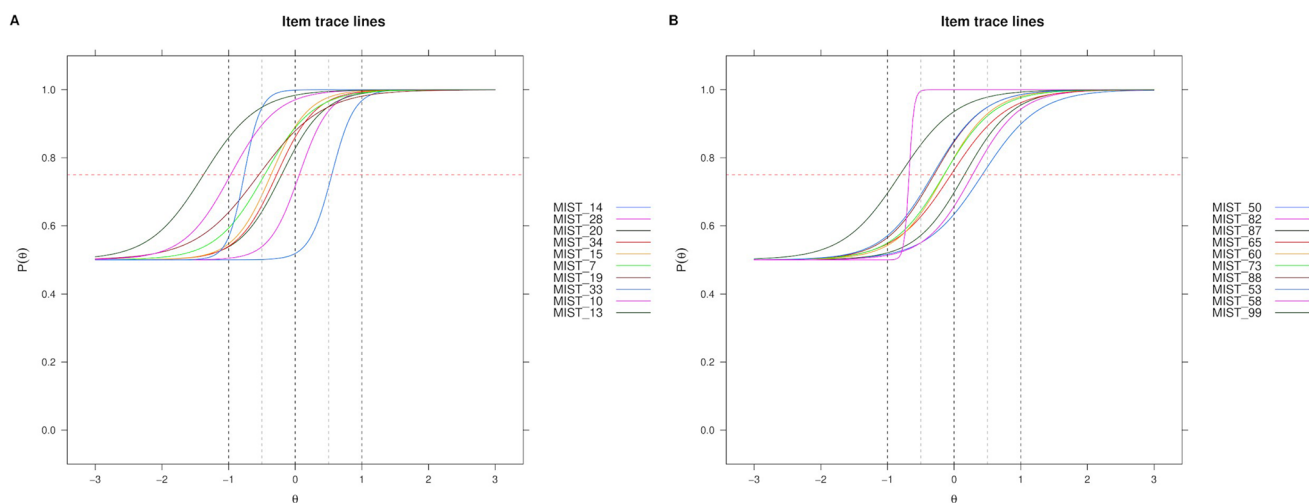 A
Item trace lines
P(θ)
1.0
0.8
0.6
0.4
0.2
0.0
−3 −2 −1 0 1 2 3
θ
MIST_14
MIST_28
MIST_20
MIST_34
MIST_15
MIST_7
MIST_19
MIST_33
MIST_10
MIST_13
B
Item trace lines
P(θ)
1.0
0.8
0.6
0.4
0.2
0.0
−3 −2 −1 0 1 2 3
θ
MIST_50
MIST_82
MIST_87
MIST_65
MIST_60
MIST_73
MIST_88
MIST_53
MIST_58
MIST_99